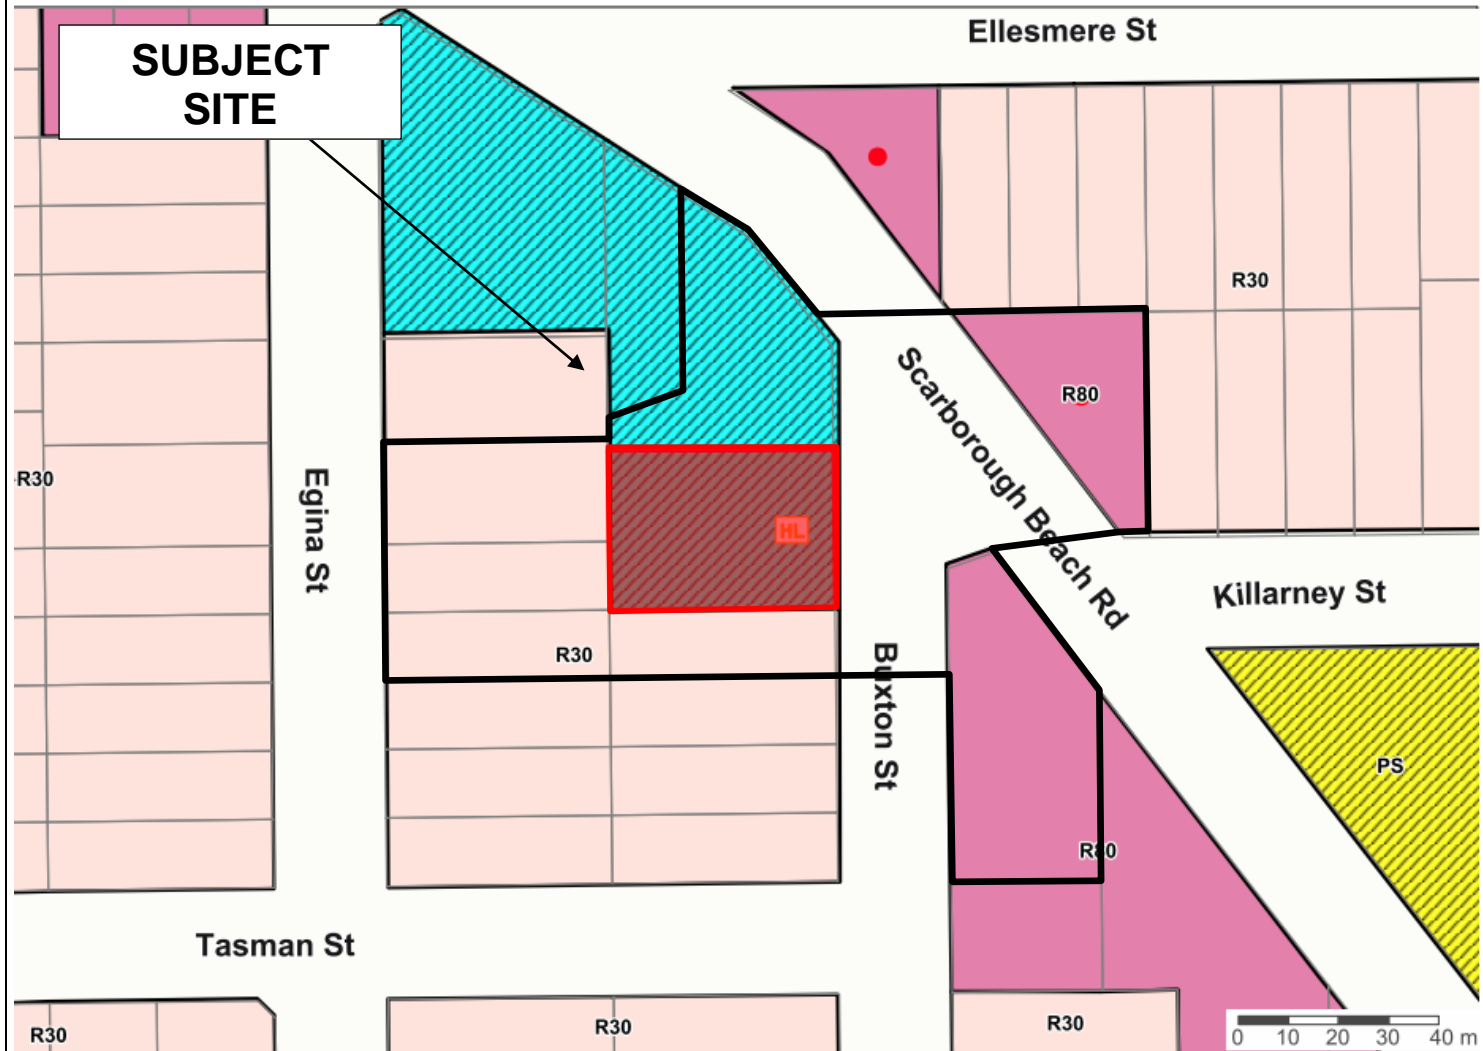 Ellesmere St
SUBJECT
SITE
R30
Scarborough Beach Rd
R80
R30
Egina St
HL
Killarney St
R30
Buxton St
PS
R80
Tasman St
R30
R30
R30
0 10 20 30 40 m